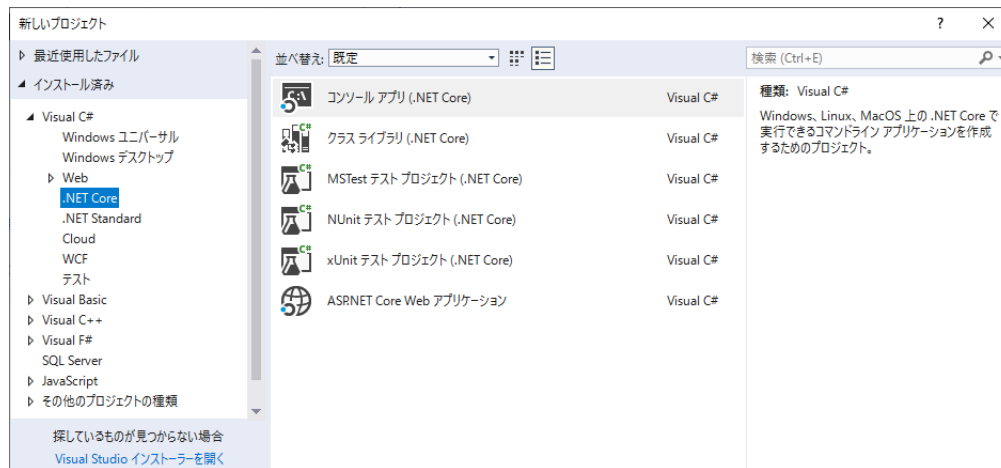 新しいプロジェクト
?
最近使用したファイル
インストール済み
Visual C#
Windows ユニバーサル
Windows デスクトップ
Web
.NET Core
.NET Standard
Cloud
WCF
テスト
Visual Basic
Visual C++
Visual F#
SQL Server
JavaScript
その他のプロジェクトの種類
探しているものが見つからない場合
Visual Studio インストーラーを開く
並べ替え: 既定
コンソール アプリ (.NET Core) Visual C#
クラス ライブラリ (.NET Core) Visual C#
MSTest テスト プロジェクト (.NET Core) Visual C#
NUnit テスト プロジェクト (.NET Core) Visual C#
xUnit テスト プロジェクト (.NET Core) Visual C#
ASP.NET Core Web アプリケーション Visual C#
検索 (Ctrl+E)
種類: Visual C#
Windows、Linux、MacOS 上の .NET Core で
実行できるコマンドライン アプリケーションを作成
するためのプロジェクト。